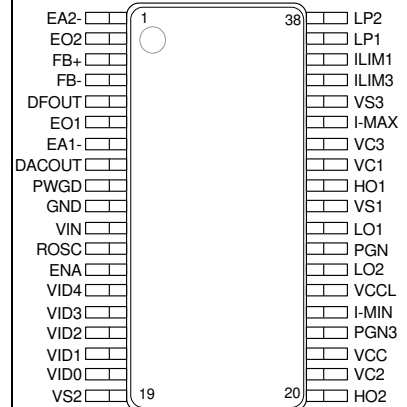 EA2- 1 38 LP2
EO2 LP1
FB+ ILIM1
FB- ILIM3
DFOUT VS3
EO1 I-MAX
EA1- VC3
DACOUT VC1
PWGD HO1
GND VS1
VIN LO1
ROSC PGN
ENA LO2
VID4 VCCL
VID3 I-MIN
VID2 PGN3
VID1 VCC
VID0 VC2
VS2 19 20 HO2